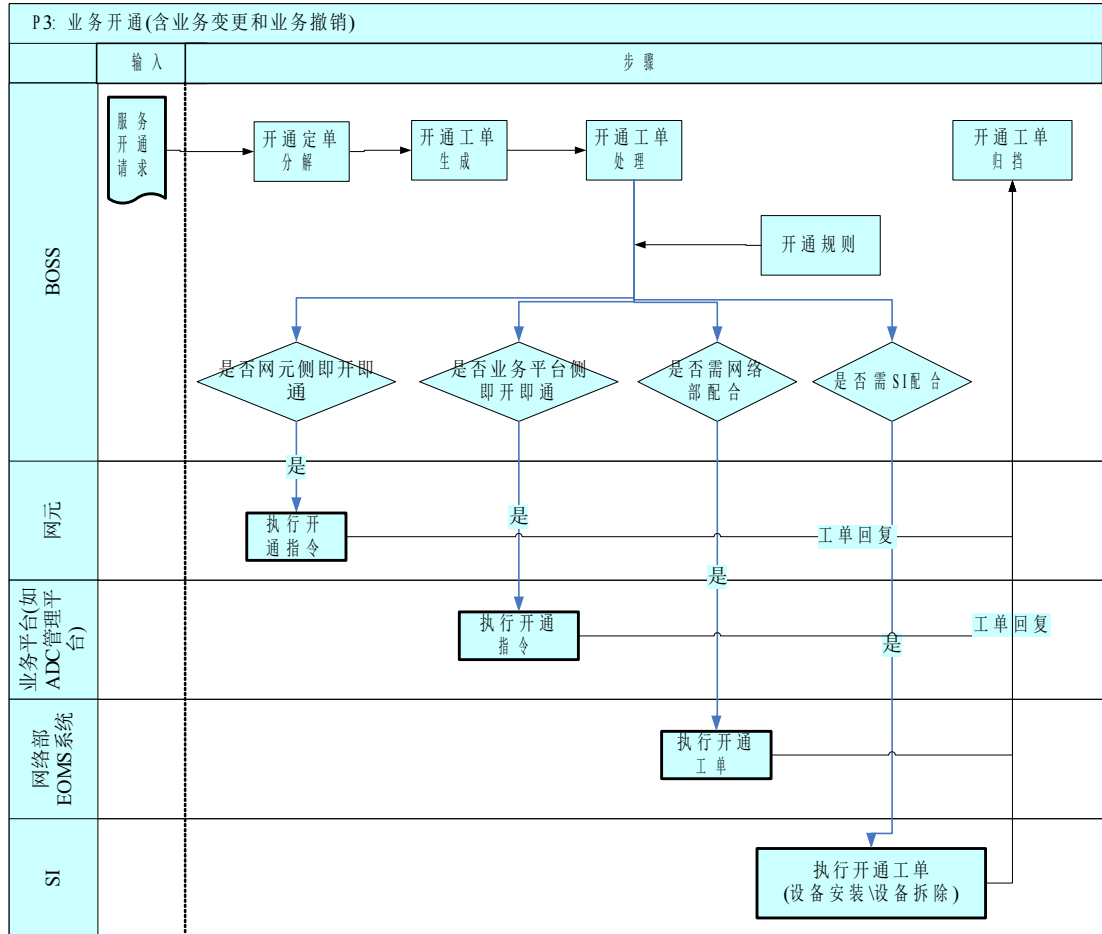 P3: 业务开通(含业务变更和业务撤销)
输入
步骤
BOSS
服务
开通
请求
开通定单
分解
开通工单
生成
开通工单
处理
开通工单
归挡
开通规则
是否网元侧即开即
通
是否业务平台侧
即开即通
是否需网络
部配合
是否需SI配合
网元
是
执行开
通指令
是
工单回复
是
业务平台(如
ADC管理平
台)
执行开通
指令
工单回复
是
网络部
EOMS系统
执行开通
工单
SI
执行开通工单
(设备安装\设备拆除)